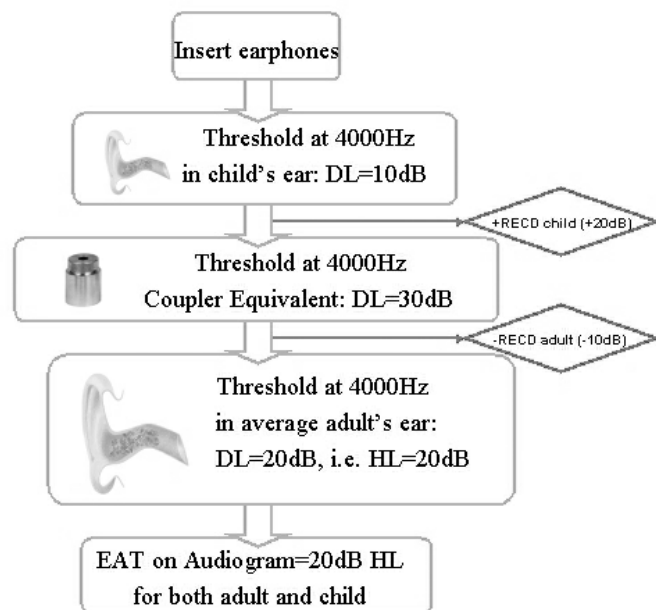 Insert earphones
Threshold at 4000Hz
in child's ear: DL=10dB
+RECD child (+20dB)
Threshold at 4000Hz
Coupler Equivalent: DL=30dB
-RECD adult (-10dB)
Threshold at 4000Hz
in average adult's ear:
DL=20dB, i.e. HL=20dB
EAT on Audiogram=20dB HL
for both adult and child